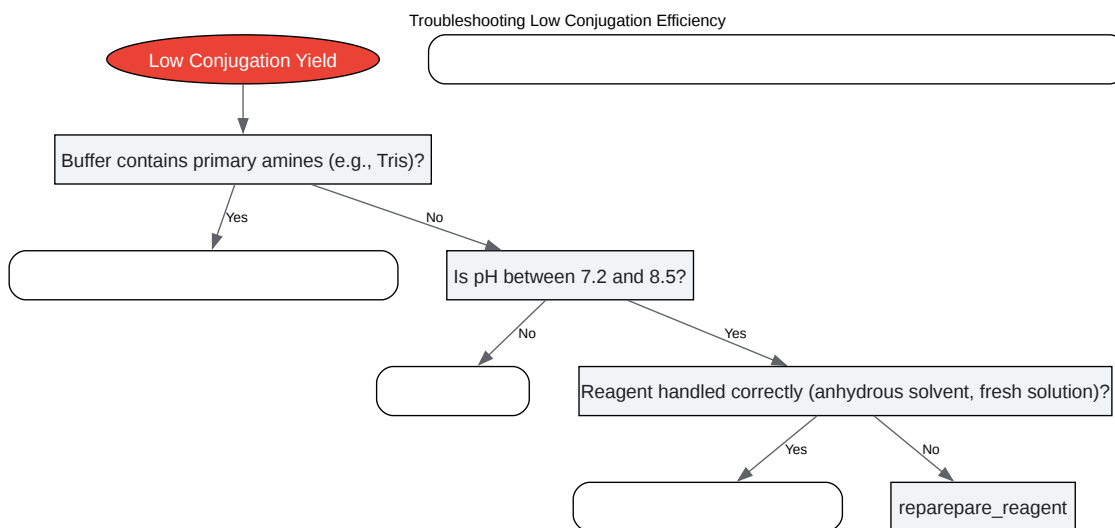 Troubleshooting Low Conjugation Efficiency
Low Conjugation Yield
Buffer contains primary amines (e.g., Tris)?
Yes
No
Is pH between 7.2 and 8.5?
No
Yes
Reagent handled correctly (anhydrous solvent, fresh solution)?
Yes
No
reparepare_reagent